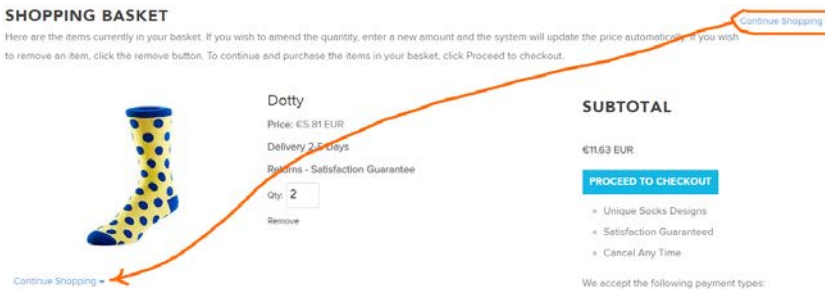 SHOPPING BASKET
Continue Shopping
Here are the items currently in your basket. If you wish to amend the quantity, enter a new amount and the system will update the price automatically. If you wish
to remove an item, click the remove button. To continue and purchase the items in your basket, click Proceed to checkout.
Dotty
Price: €5.81 EUR
Delivery 2-5 Days
Returns - Satisfaction Guarantee
Qty: 2
Remove
Continue Shopping
SUBTOTAL
€11.63 EUR
PROCEED TO CHECKOUT
Unique Socks Designs
Satisfaction Guaranteed
Cancel Any Time
We accept the following payment types: